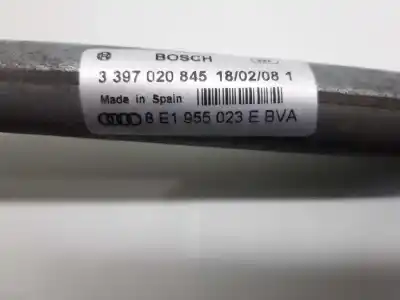 BOSCH
3 397 020 845 18/02/08 1
Made in Spain
8 E1 955 023 E BVA